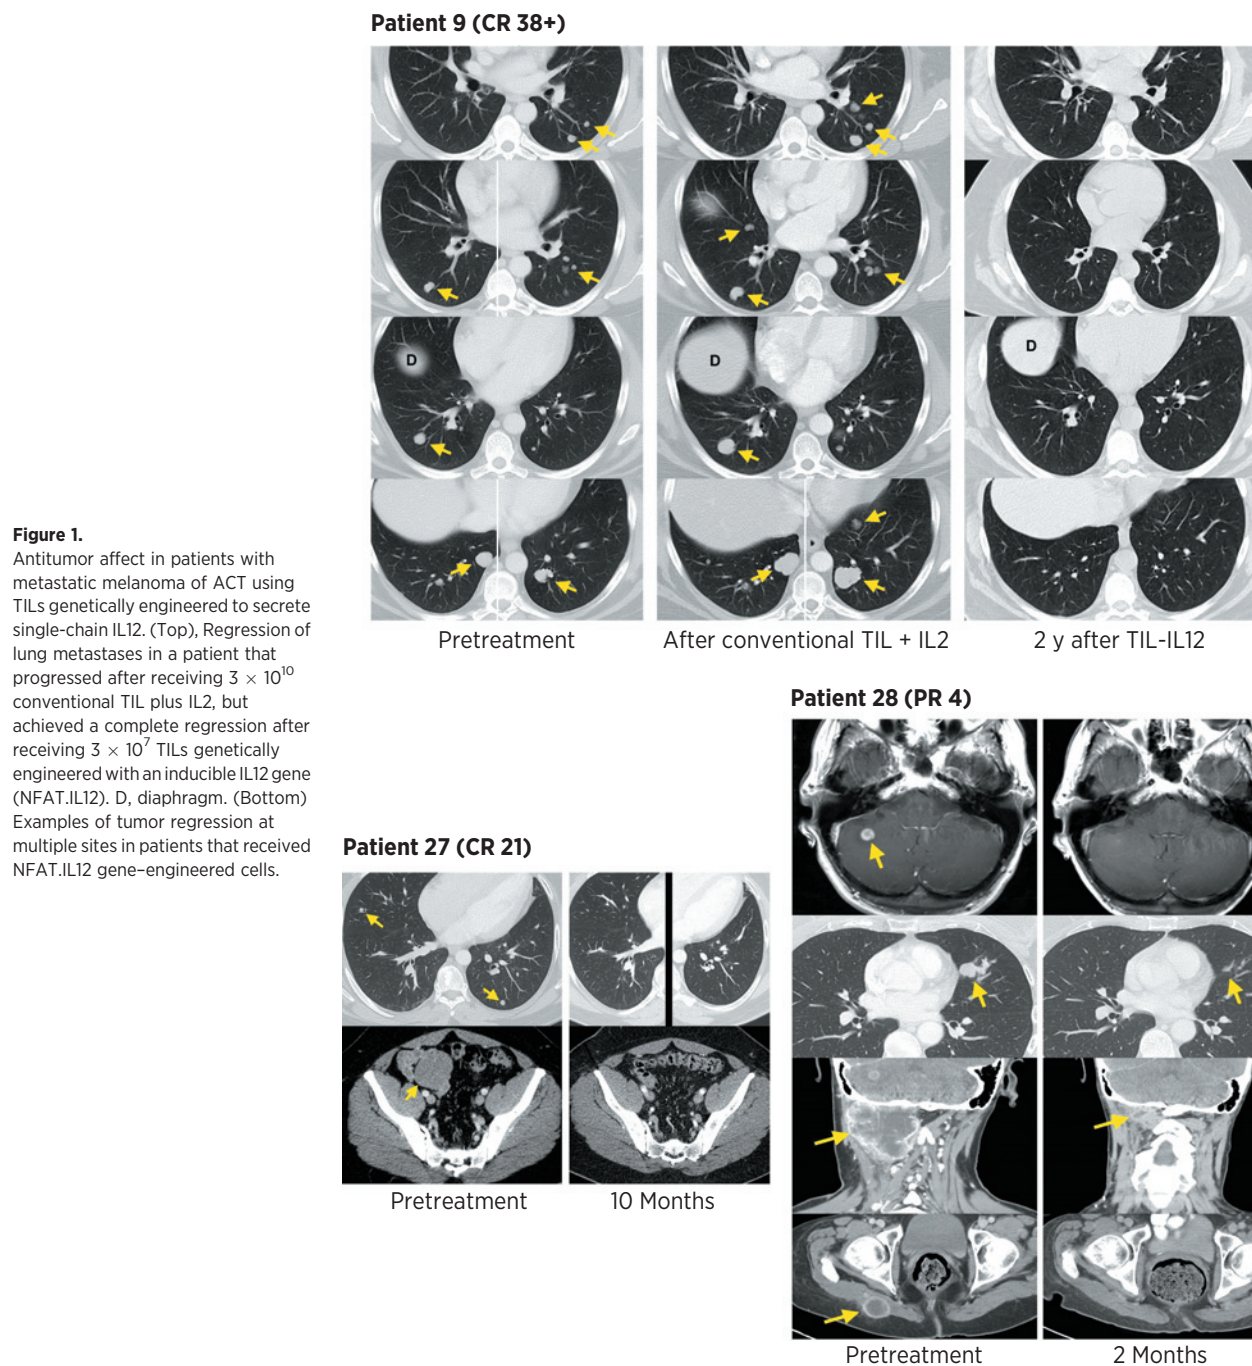 Patient 9 (CR 38+)
D
D
D
Pretreatment
After conventional TIL + IL2
2 y after TIL-IL12
Figure 1.
Antitumor affect in patients with
metastatic melanoma of ACT using
TILs genetically engineered to secrete
single-chain IL12. (Top), Regression of
lung metastases in a patient that
progressed after receiving 3 × 10¹⁰
conventional TIL plus IL2, but
achieved a complete regression after
receiving 3 × 10⁷ TILs genetically
engineered with an inducible IL12 gene
(NFAT.IL12). D, diaphragm. (Bottom)
Examples of tumor regression at
multiple sites in patients that received
NFAT.IL12 gene–engineered cells.
Patient 27 (CR 21)
Pretreatment
10 Months
Patient 28 (PR 4)
Pretreatment
2 Months